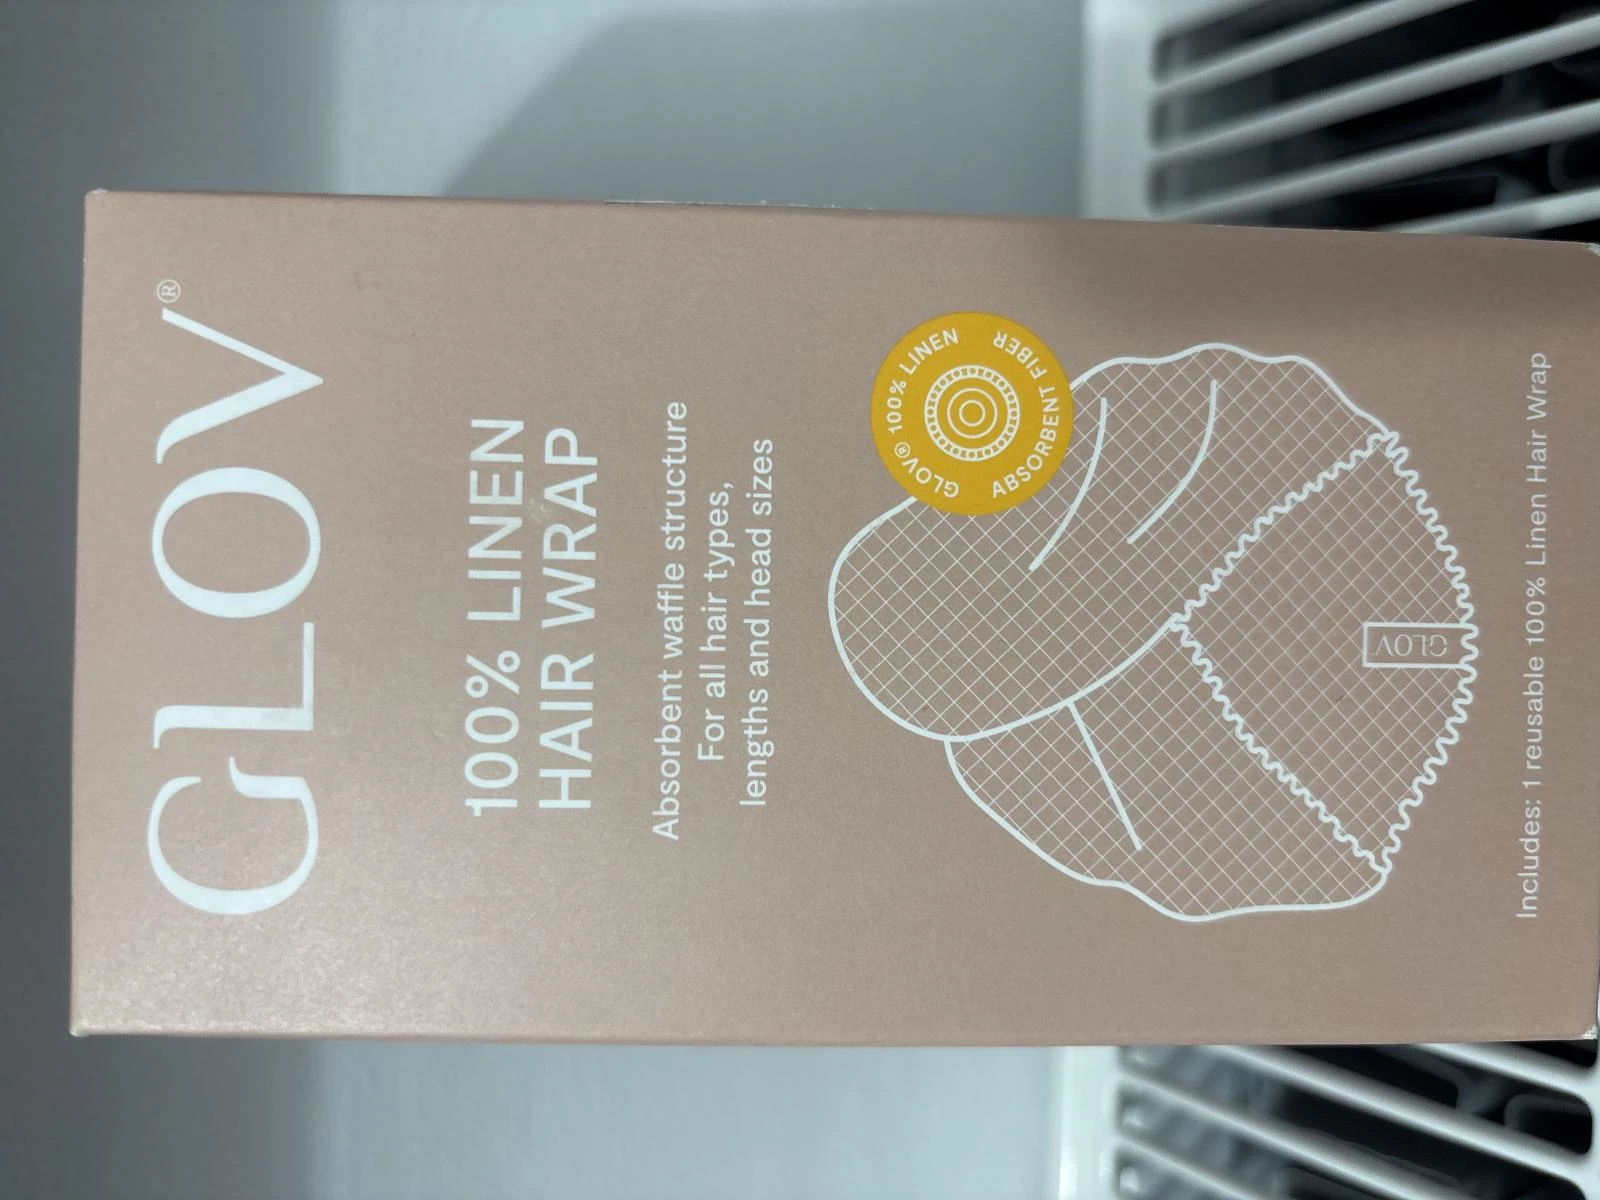 GLOV®
100% LINEN
HAIR WRAP
Absorbent waffle structure
For all hair types,
lengths and head sizes
GLOV® 100% LINEN
ABSORBENT FIBER
GLOV
Includes: 1 reusable 100% Linen Hair Wrap